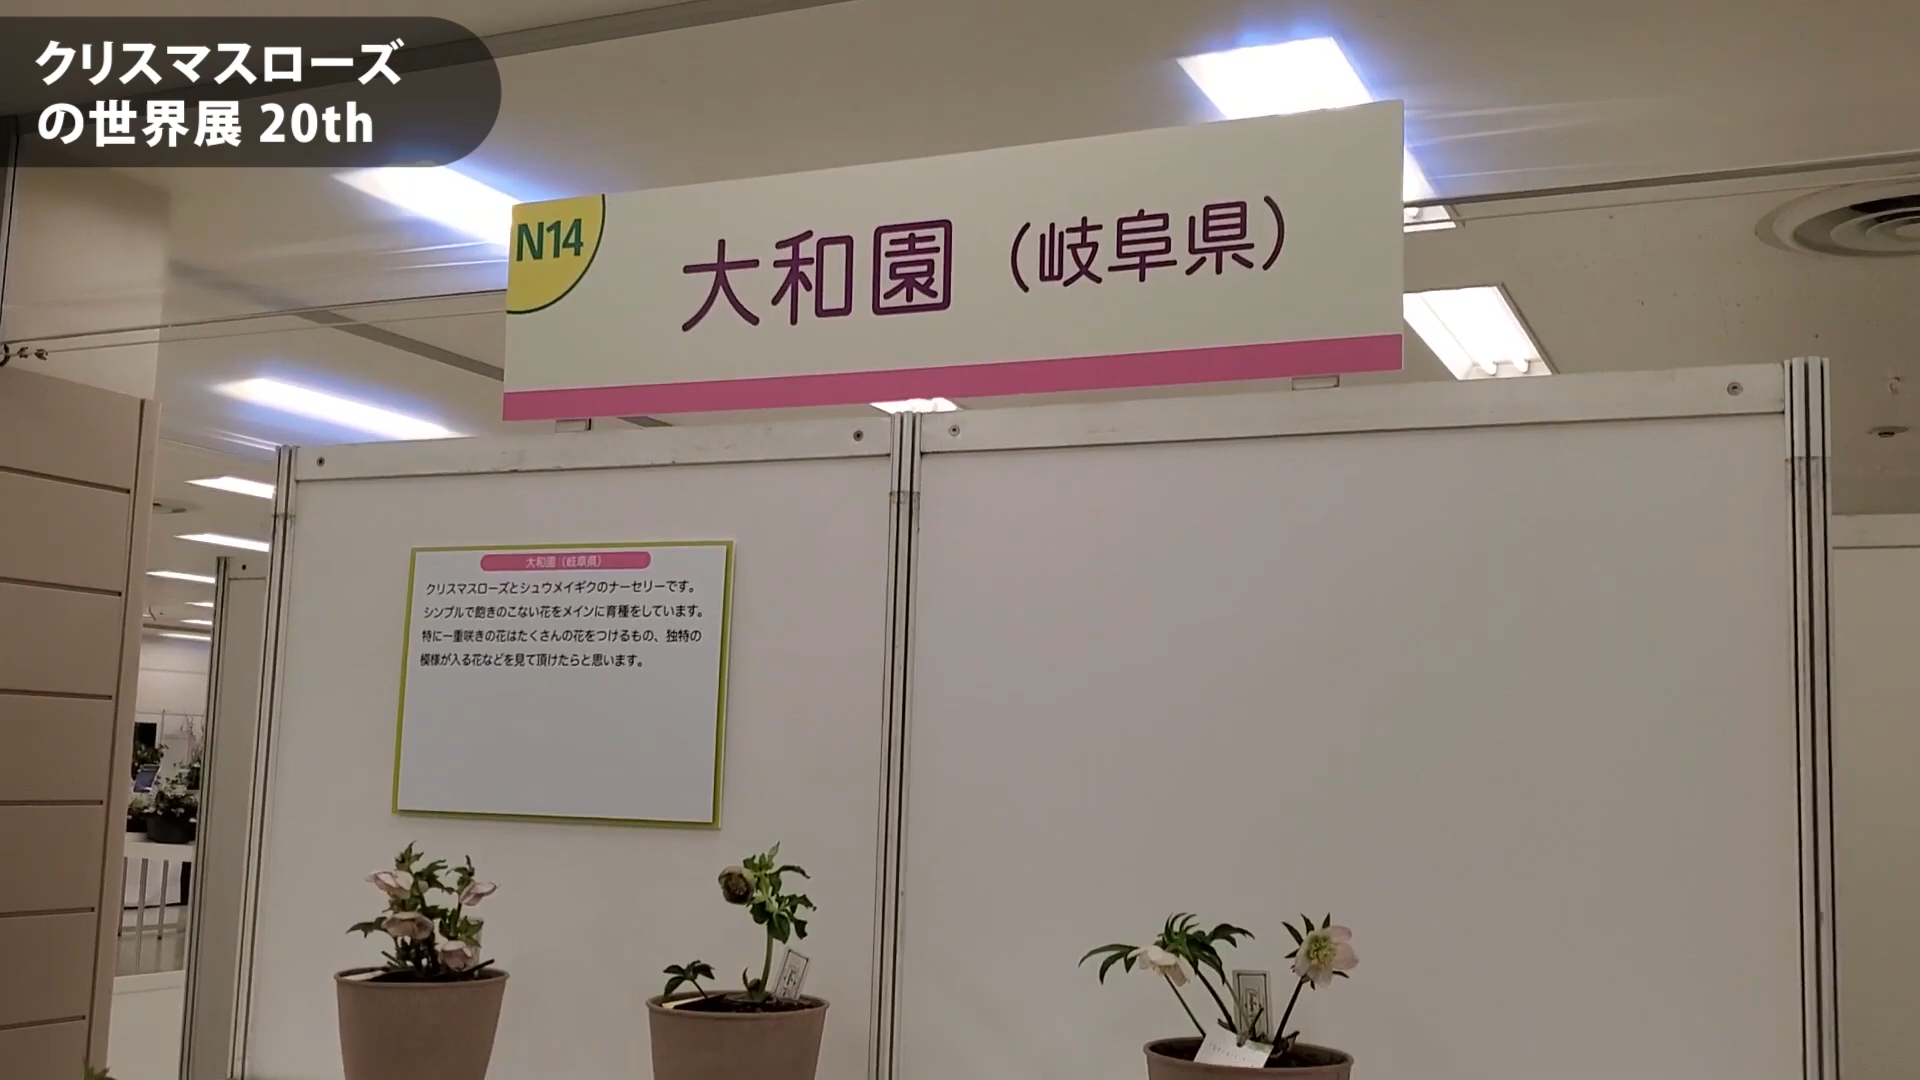 クリスマスローズ
の世界展 20th
N14
大和園（岐阜県）
大和園（岐阜県）
クリスマスローズとシュウメイギクのナーセリーです。
シンプルで飽きのこない花をメインに育種をしています。
特に一重咲きの花はたくさんの花をつけるもの、独特の
模様が入る花などを見て頂けたらと思います。